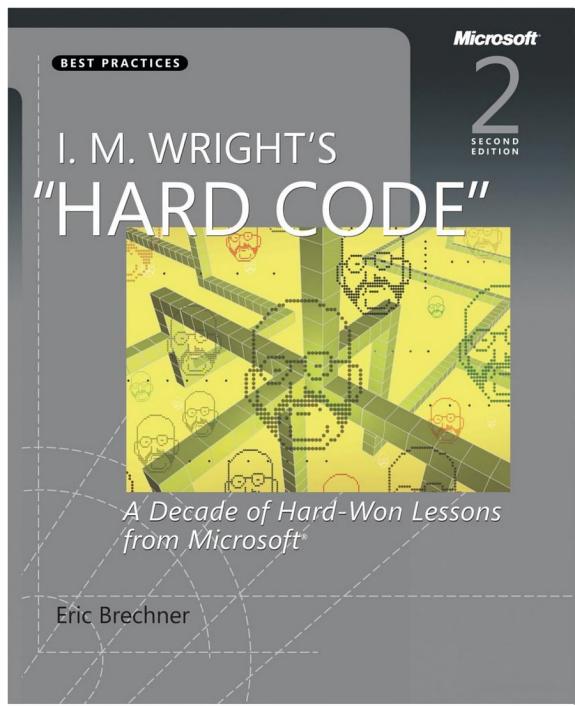 Microsoft
BEST PRACTICES
2
SECOND
EDITION
I. M. WRIGHT'S
"HARD CODE"
A Decade of Hard-Won Lessons
from Microsoft®
Eric Brechner